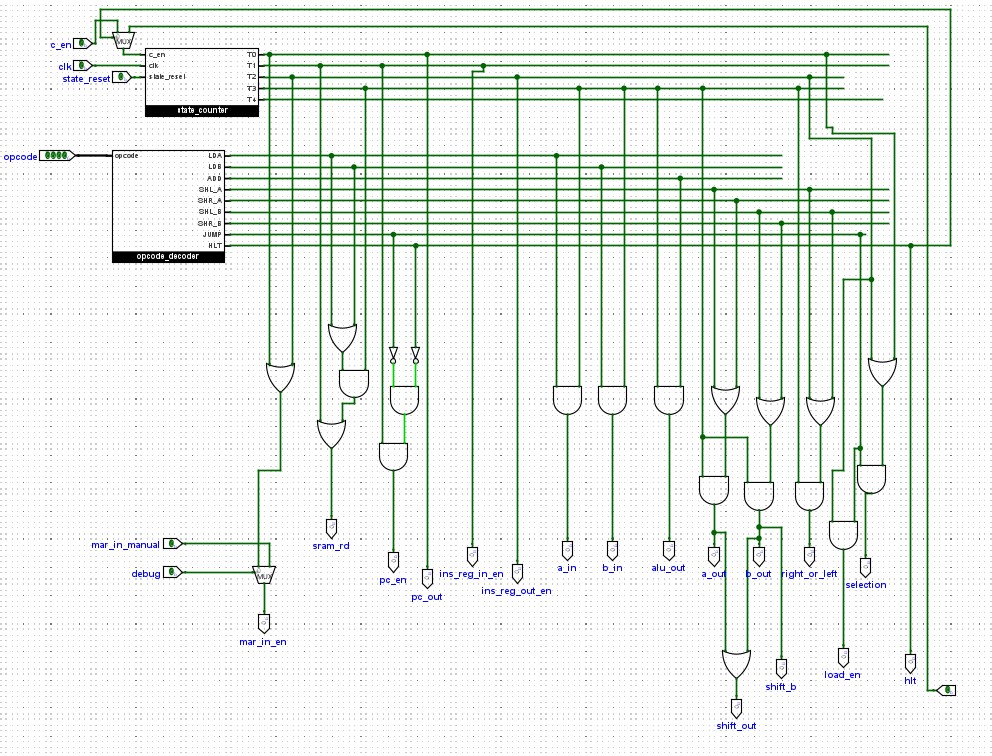 MUX
c_en
clk
state_reset
c_en T0
clk T1
state_reset T2
T3
T4
state_counter
opcode
opcode LDA
LDB
ADD
SHL_A
SHR_A
SHL_B
SHR_B
JUMP
HLT
opcode_decoder
mar_in_manual
sram_rd
debug
MUX
pc_en
pc_out
ins_reg_in_en
ins_reg_out_en
a_in
b_in
alu_out
a_out
b_out
right_or_left
selection
mar_in_en
load_en
hlt
shift_b
shift_out